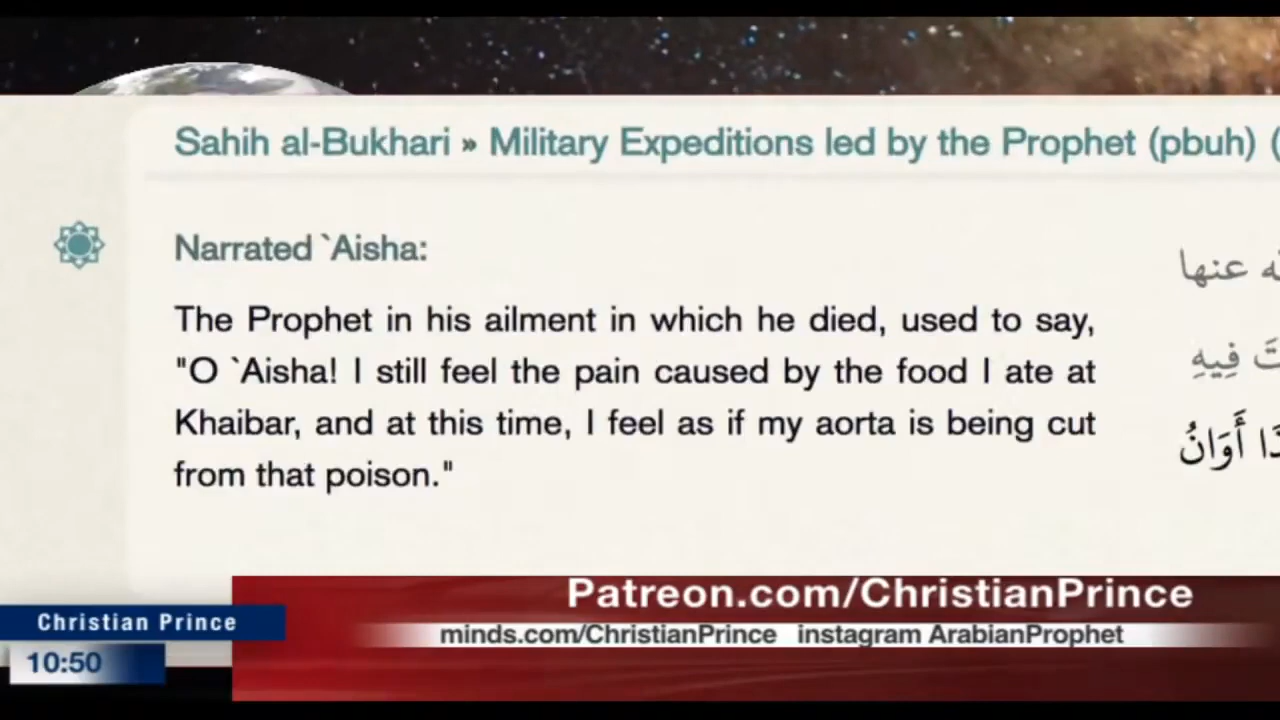 Sahih al-Bukhari » Military Expeditions led by the Prophet (pbuh) (
Narrated `Aisha:
The Prophet in his ailment in which he died, used to say,
"O `Aisha! I still feel the pain caused by the food I ate at
Khaibar, and at this time, I feel as if my aorta is being cut
from that poison."
عنها
فِيهِ
أَوَانُ
Patreon.com/ChristianPrince
Christian Prince
minds.com/ChristianPrince instagram ArabianProphet
10:50